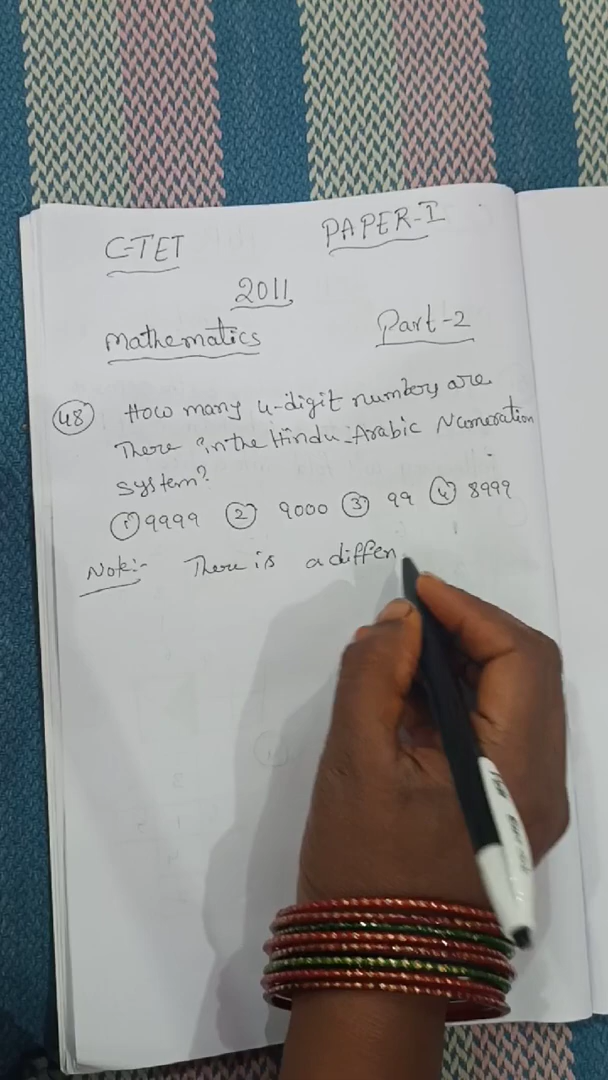 C-TET PAPER-I
2011,
Mathematics Part-2
48 How many 4-digit numbers are
There in the Hindu-Arabic Numeration
system?
1 9999 2 9000 3 99 4 8999
Note:- There is a differen